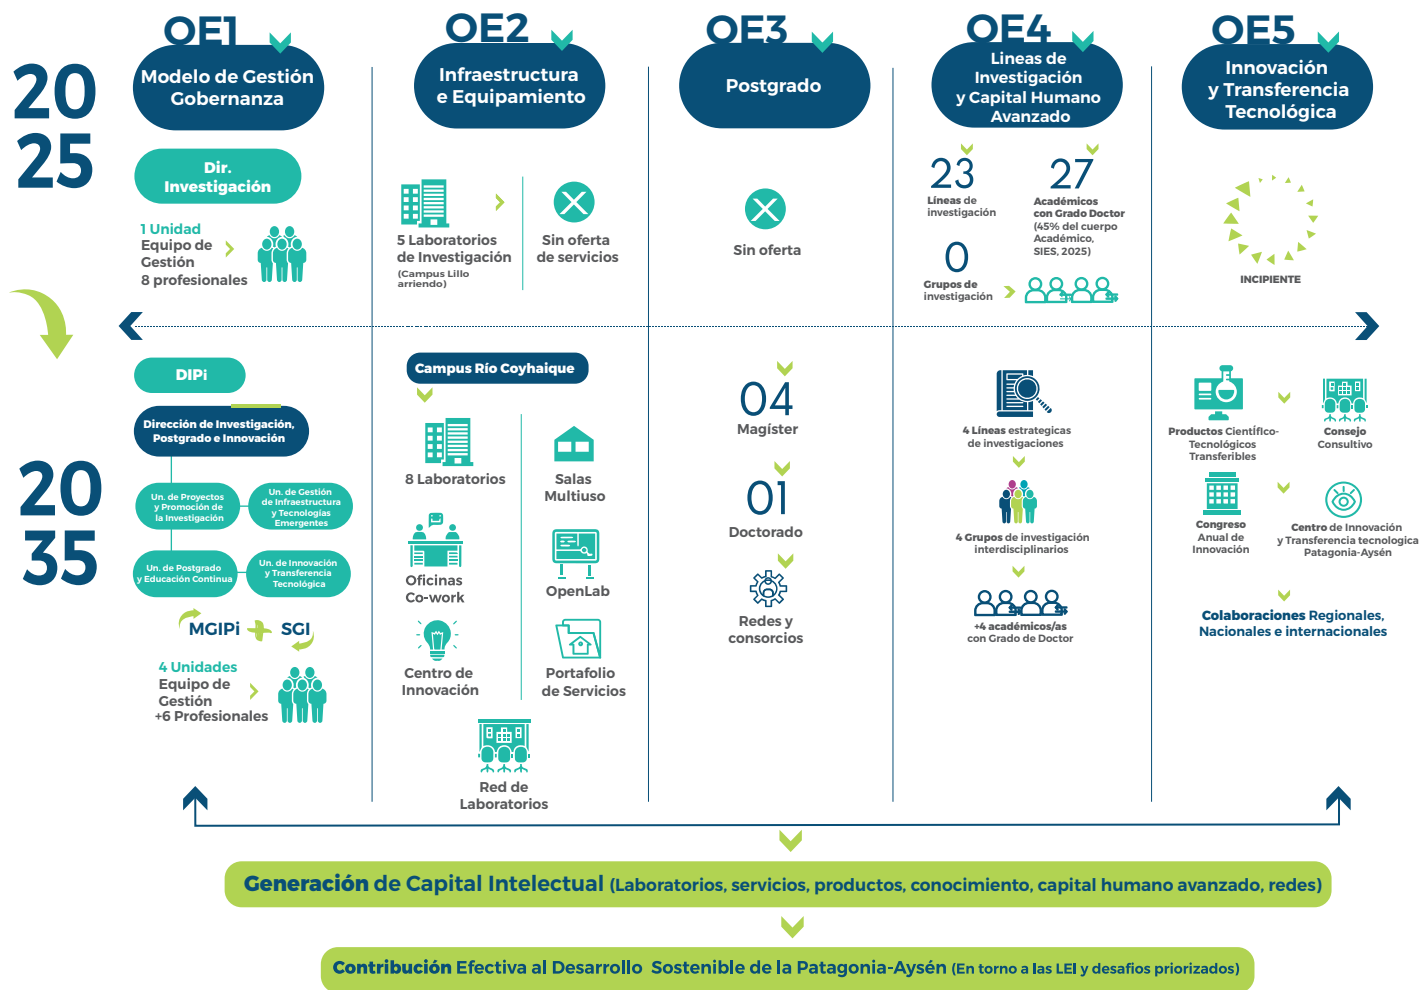 OE1
Modelo de Gestión
Gobernanza
OE2
Infraestructura
e Equipamiento
OE3
Postgrado
OE4
Lineas de
Investigación
y Capital Humano
Avanzado
OE5
Innovación
y Transferencia
Tecnológica
20
25
Dir.
Investigación
1 Unidad
Equipo de
Gestión
8 profesionales
5 Laboratorios
de Investigación
(Campus Lillo
arriendo)
Sin oferta
de servicios
Sin oferta
23
Líneas de
investigación
27
Académicos
con Grado Doctor
(45% del cuerpo
Académico,
SIES, 2025)
0
Grupos de
investigación
INCIPIENTE
20
35
DIPi
Dirección de Investigación,
Postgrado e Innovación
Un. de Proyectos
y Promoción de
la Investigación
Un. de Gestión
de Infraestructura
y Tecnologías
Emergentes
Un. de Postgrado
y Educación Continua
Un. de Innovación
y Transferencia
Tecnológica
MGIPi
SGI
4 Unidades
Equipo de
Gestión
+6 Profesionales
Campus Río Coyhaique
8 Laboratorios
Salas
Multiuso
Oficinas
Co-work
OpenLab
Centro de
Innovación
Portafolio
de Servicios
Red de
Laboratorios
04
Magíster
01
Doctorado
Redes y
consorcios
4 Líneas estrategicas
de investigaciones
4 Grupos de investigación
interdisciplinarios
+4 académicos/as
con Grado de Doctor
Productos Científico-
Tecnológicos
Transferibles
Consejo
Consultivo
Congreso
Anual de
Innovación
Centro de Innovación
y Transferencia tecnologica
Patagonia-Aysén
Colaboraciones Regionales,
Nacionales e internacionales
Generación de Capital Intelectual (Laboratorios, servicios, productos, conocimiento, capital humano avanzado, redes)
Contribución Efectiva al Desarrollo Sostenible de la Patagonia-Aysén (En torno a las LEI y desafios priorizados)